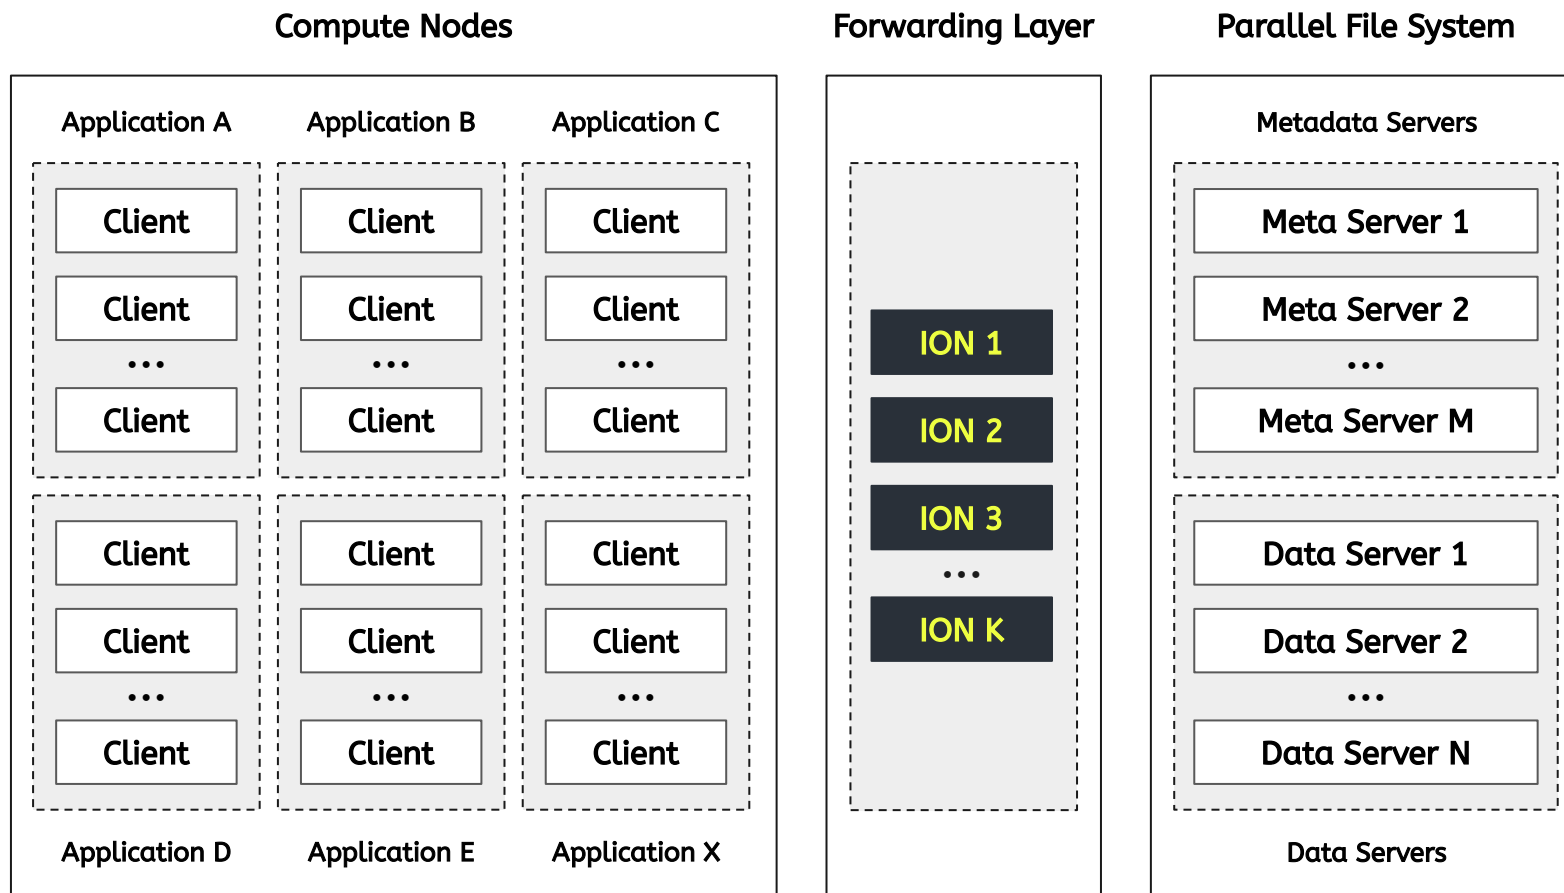 Compute Nodes
Forwarding Layer
Parallel File System
Application A
Application B
Application C
Client
Client
...
Client
Client
Client
...
Client
Client
Client
...
Client
Client
Client
...
Client
Client
Client
...
Client
Client
Client
...
Client
Application D
Application E
Application X
ION 1
ION 2
ION 3
...
ION K
Metadata Servers
Meta Server 1
Meta Server 2
...
Meta Server M
Data Server 1
Data Server 2
...
Data Server N
Data Servers